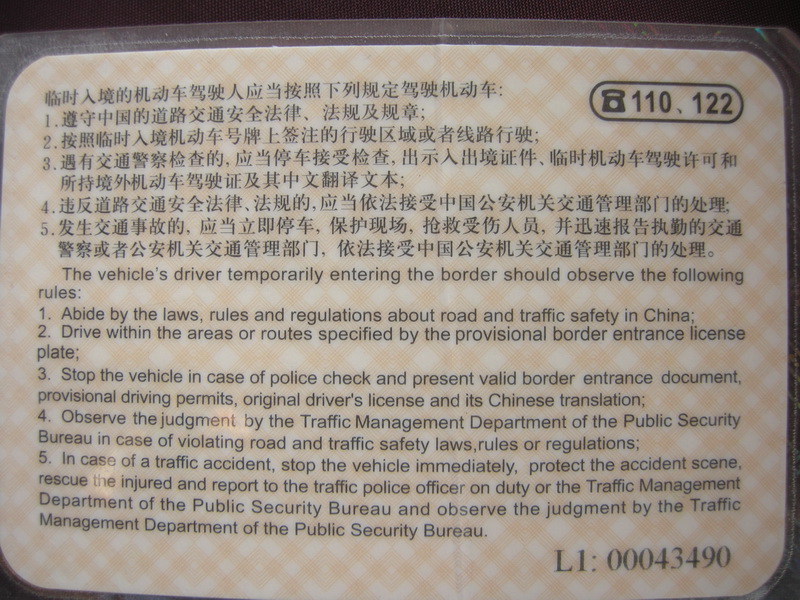 临时入境的机动车驾驶人应当按照下列规定驾驶机动车:
☎110、122
1.遵守中国的道路交通安全法律、法规及规章;
2.按照临时入境机动车号牌上签注的行驶区域或者线路行驶;
3.遇有交通警察检查的,应当停车接受检查,出示入出境证件、临时机动车驾驶许可和
所持境外机动车驾驶证及其中文翻译文本;
4.违反道路交通安全法律、法规的,应当依法接受中国公安机关交通管理部门的处理;
5.发生交通事故的,应当立即停车,保护现场,抢救受伤人员,并迅速报告执勤的交通
警察或者公安机关交通管理部门,依法接受中国公安机关交通管理部门的处理。
The vehicle's driver temporarily entering the border should observe the following
rules:
1. Abide by the laws, rules and regulations about road and traffic safety in China;
2. Drive within the areas or routes specified by the provisional border entrance license
plate;
3. Stop the vehicle in case of police check and present valid border entrance document,
provisional driving permits, original driver's license and its Chinese translation;
4. Observe the judgment by the Traffic Management Department of the Public Security
Bureau in case of violating road and traffic safety laws,rules or regulations;
5. In case of a traffic accident, stop the vehicle immediately, protect the accident scene,
rescue the injured and report to the traffic police officer on duty or the Traffic Management
Department of the Public Security Bureau and observe the judgment by the Traffic
Management Department of the Public Security Bureau.
L1: 00043490